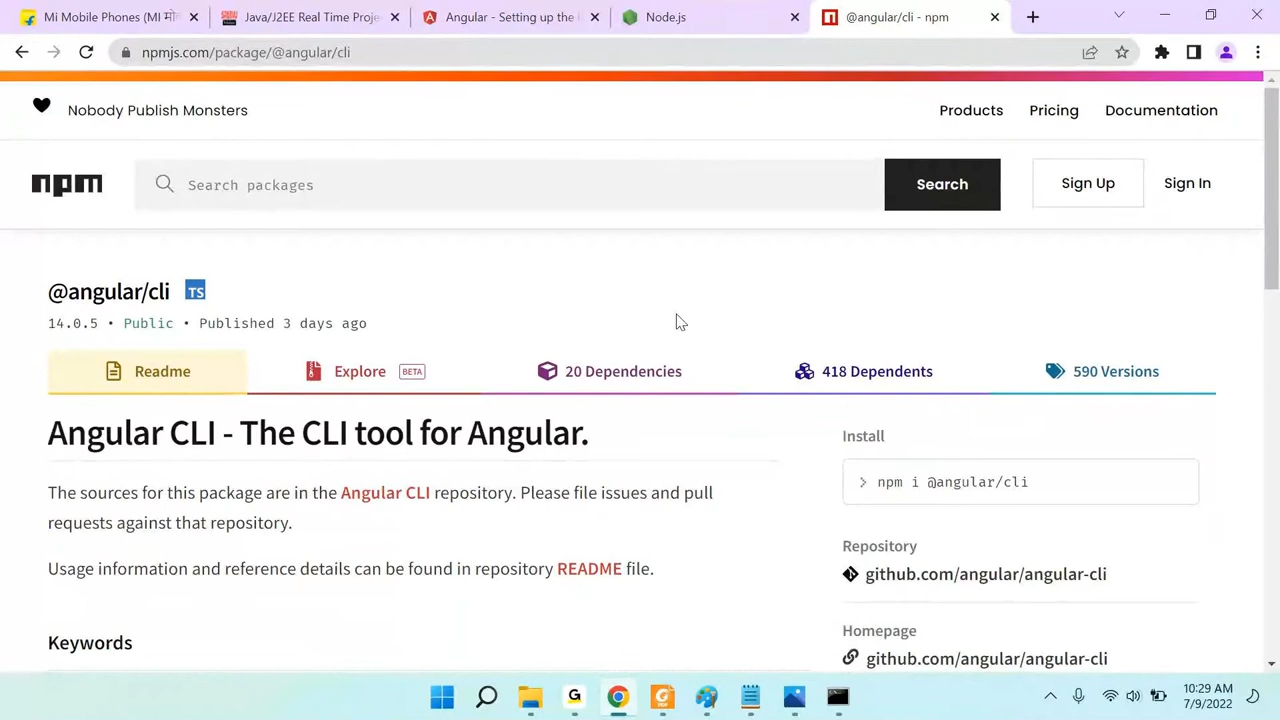 Mi Mobile Phones (MI मो
Java/J2EE Real Time Proje
Angular - Setting up the
Node.js
@angular/cli - npm
npmjs.com/package/@angular/cli
Nobody Publish Monsters
Products
Pricing
Documentation
npm
Search packages
Search
Sign Up
Sign In
@angular/cli TS
14.0.5 • Public • Published 3 days ago
Readme
Explore BETA
20 Dependencies
418 Dependents
590 Versions
Angular CLI - The CLI tool for Angular.
The sources for this package are in the Angular CLI repository. Please file issues and pull
requests against that repository.
Usage information and reference details can be found in repository README file.
Keywords
Install
> npm i @angular/cli
Repository
github.com/angular/angular-cli
Homepage
github.com/angular/angular-cli
10:29 AM
7/9/2022